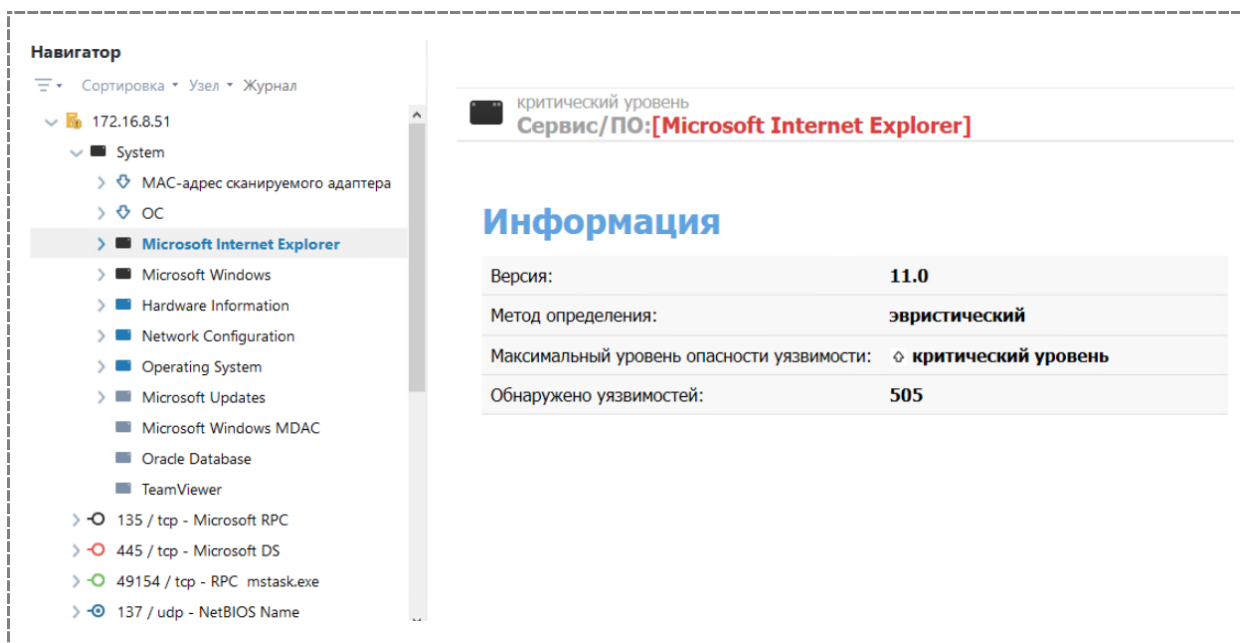 Навигатор
Сортировка Узел Журнал
172.16.8.51
System
MAC-адрес сканируемого адаптера
ОС
Microsoft Internet Explorer
Microsoft Windows
Hardware Information
Network Configuration
Operating System
Microsoft Updates
Microsoft Windows MDAC
Oracle Database
TeamViewer
135 / tcp - Microsoft RPC
445 / tcp - Microsoft DS
49154 / tcp - RPC mstask.exe
137 / udp - NetBIOS Name
критический уровень
Сервис/ПО:[Microsoft Internet Explorer]
Информация
Версия: 11.0
Метод определения: эвристический
Максимальный уровень опасности уязвимости: критический уровень
Обнаружено уязвимостей: 505